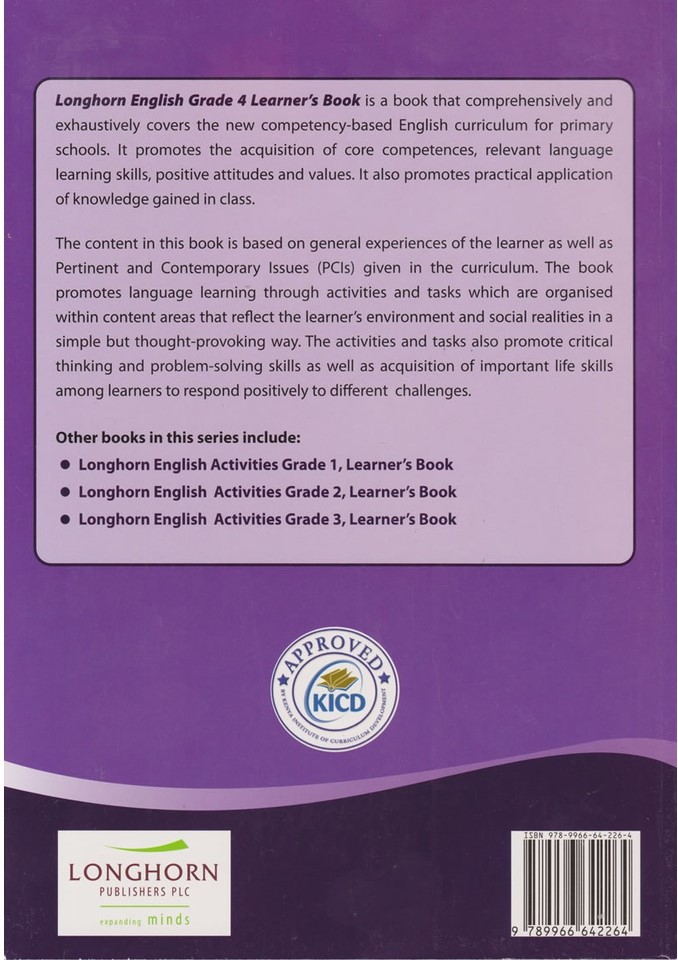 Longhorn English Grade 4 Learner's Book is a book that comprehensively and
exhaustively covers the new competency-based English curriculum for primary
schools. It promotes the acquisition of core competences, relevant language
learning skills, positive attitudes and values. It also promotes practical application
of knowledge gained in class.
The content in this book is based on general experiences of the learner as well as
Pertinent and Contemporary Issues (PCIs) given in the curriculum. The book
promotes language learning through activities and tasks which are organised
within content areas that reflect the learner's environment and social realities in a
simple but thought-provoking way. The activities and tasks also promote critical
thinking and problem-solving skills as well as acquisition of important life skills
among learners to respond positively to different challenges.
Other books in this series include:
● Longhorn English Activities Grade 1, Learner's Book
● Longhorn English Activities Grade 2, Learner's Book
● Longhorn English Activities Grade 3, Learner's Book
APPROVED
KICD
BY KENYA INSTITUTE OF CURRICULUM DEVELOPMENT
LONGHORN
PUBLISHERS PLC
expanding minds
ISBN 978-9966-64-226-4
9 789966 642264